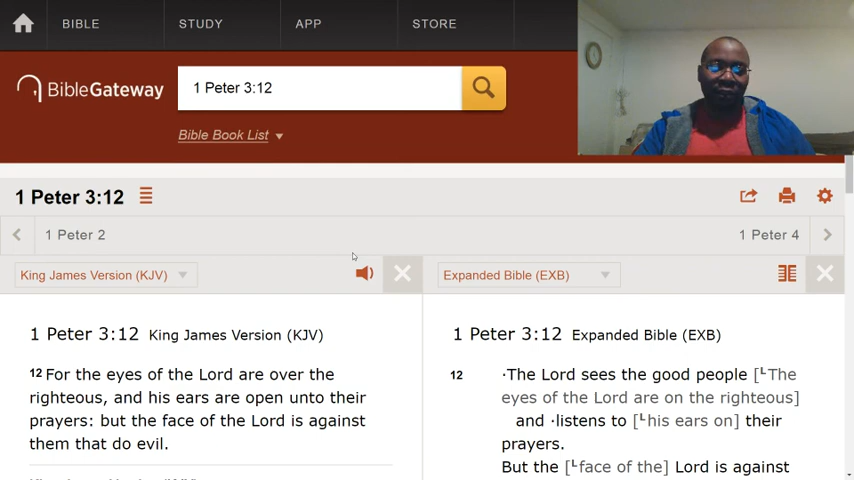 BIBLE STUDY APP STORE
BibleGateway
1 Peter 3:12
Bible Book List
1 Peter 3:12
1 Peter 2
1 Peter 4
King James Version (KJV)
Expanded Bible (EXB)
1 Peter 3:12 King James Version (KJV)
12 For the eyes of the Lord are over the
righteous, and his ears are open unto their
prayers: but the face of the Lord is against
them that do evil.
1 Peter 3:12 Expanded Bible (EXB)
12 ·The Lord sees the good people [ᴸThe
eyes of the Lord are on the righteous]
and ·listens to [ᴸhis ears on] their
prayers.
But the [ᴸface of the] Lord is against